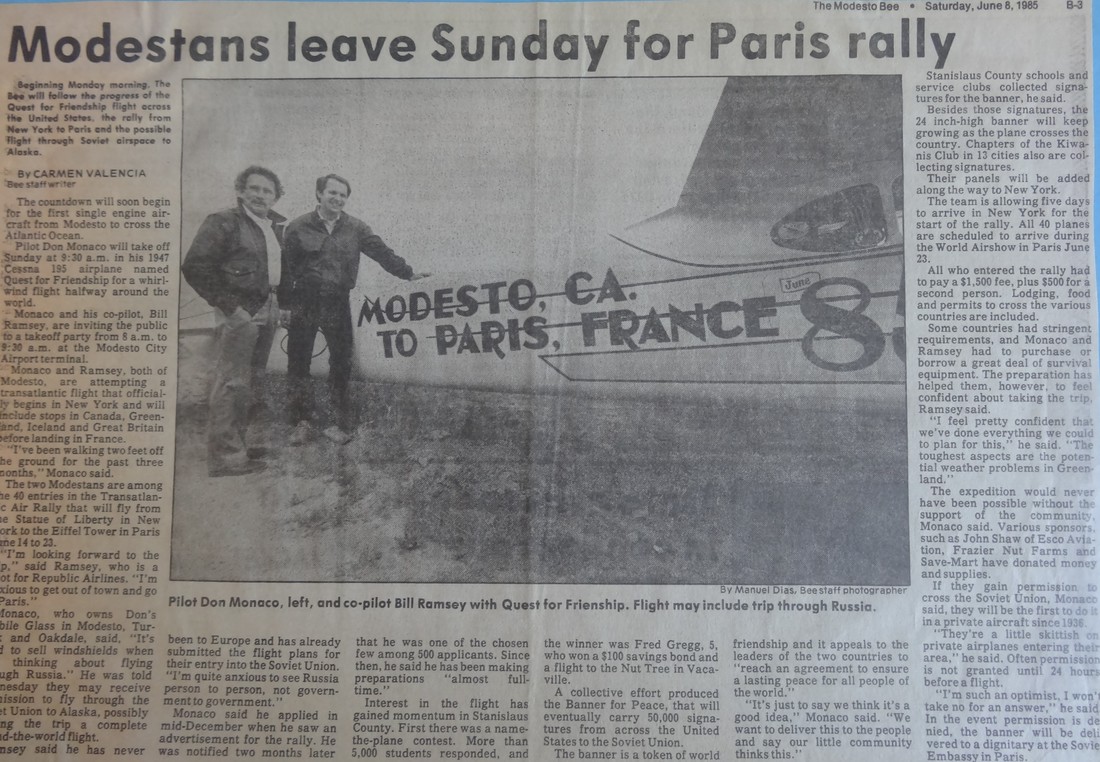 The Modesto Bee • Saturday, June 8, 1985 B-3
Modestans leave Sunday for Paris rally
Beginning Monday morning, The
Bee will follow the progress of the
Quest for Friendship flight across
the United States, the rally from
New York to Paris and the possible
flight through Soviet airspace to
Alaska.
By CARMEN VALENCIA
Bee staff writer
The countdown will soon begin
for the first single engine air-
craft from Modesto to cross the
Atlantic Ocean.
Pilot Don Monaco will take off
Sunday at 9:30 a.m. in his 1947
Cessna 195 airplane named
Quest for Friendship for a whirl-
wind flight halfway around the
world.
Monaco and his co-pilot, Bill
Ramsey, are inviting the public
to a takeoff party from 8 a.m. to
9:30 a.m. at the Modesto City
Airport terminal.
Monaco and Ramsey, both of
Modesto, are attempting a
transatlantic flight that official-
ly begins in New York and will
include stops in Canada, Green-
land, Iceland and Great Britain
before landing in France.
"I've been walking two feet off
he ground for the past three
months," Monaco said.
The two Modestans are among
he 40 entries in the Transatlan-
c Air Rally that will fly from
e Statue of Liberty in New
ork to the Eiffel Tower in Paris
ne 14 to 23.
"I'm looking forward to the
p," said Ramsey, who is a
ot for Republic Airlines. "I'm
xious to get out of town and go
Paris."
Monaco, who owns Don's
bile Glass in Modesto, Tur-
k and Oakdale, said, "It's
d to sell windshields when
thinking about flying
ugh Russia." He was told
nesday they may receive
ission to fly through the
et Union to Alaska, possibly
ng the trip a complete
nd-the-world flight.
msey said he has never
MODESTO, CA.
TO PARIS, FRANCE
June
8
By Manuel Dias, Bee staff photographer
Pilot Don Monaco, left, and co-pilot Bill Ramsey with Quest for Frienship. Flight may include trip through Russia.
been to Europe and has already
submitted the flight plans for
their entry into the Soviet Union.
"I'm quite anxious to see Russia
person to person, not govern-
ment to government."
Monaco said he applied in
mid-December when he saw an
advertisement for the rally. He
was notified two months later
that he was one of the chosen
few among 500 applicants. Since
then, he said he has been making
preparations "almost full-
time."
Interest in the flight has
gained momentum in Stanislaus
County. First there was a name-
the-plane contest. More than
5,000 students responded, and
the winner was Fred Gregg, 5,
who won a $100 savings bond and
a flight to the Nut Tree in Vaca-
ville.
A collective effort produced
the Banner for Peace, that will
eventually carry 50,000 signa-
tures from across the United
States to the Soviet Union.
The banner is a token of world
friendship and it appeals to the
leaders of the two countries to
"reach an agreement to ensure
a lasting peace for all people of
the world."
"It's just to say we think it's a
good idea," Monaco said. "We
want to deliver this to the people
and say our little community
thinks this."
Stanislaus County schools and
service clubs collected signa-
tures for the banner, he said.
Besides those signatures, the
24 inch-high banner will keep
growing as the plane crosses the
country. Chapters of the Kiwa-
nis Club in 13 cities also are col-
lecting signatures.
Their panels will be added
along the way to New York.
The team is allowing five days
to arrive in New York for the
start of the rally. All 40 planes
are scheduled to arrive during
the World Airshow in Paris June
23.
All who entered the rally had
to pay a $1,500 fee, plus $500 for a
second person. Lodging, food
and permits to cross the various
countries are included.
Some countries had stringent
requirements, and Monaco and
Ramsey had to purchase or
borrow a great deal of survival
equipment. The preparation has
helped them, however, to feel
confident about taking the trip,
Ramsey said.
"I feel pretty confident that
we've done everything we could
to plan for this," he said. "The
toughest aspects are the poten-
tial weather problems in Green-
land."
The expedition would never
have been possible without the
support of the community,
Monaco said. Various sponsors,
such as John Shaw of Esco Avia-
tion, Frazier Nut Farms and
Save-Mart have donated money
and supplies.
If they gain permission to
cross the Soviet Union, Monaco
said, they will be the first to do it
in a private aircraft since 1936.
"They're a little skittish on
private airplanes entering their
area," he said. Often permission
is not granted until 24 hours
before a flight.
"I'm such an optimist, I won't
take no for an answer," he said.
In the event permission is de-
nied, the banner will be deli-
vered to a dignitary at the Soviet
Embassy in Paris.